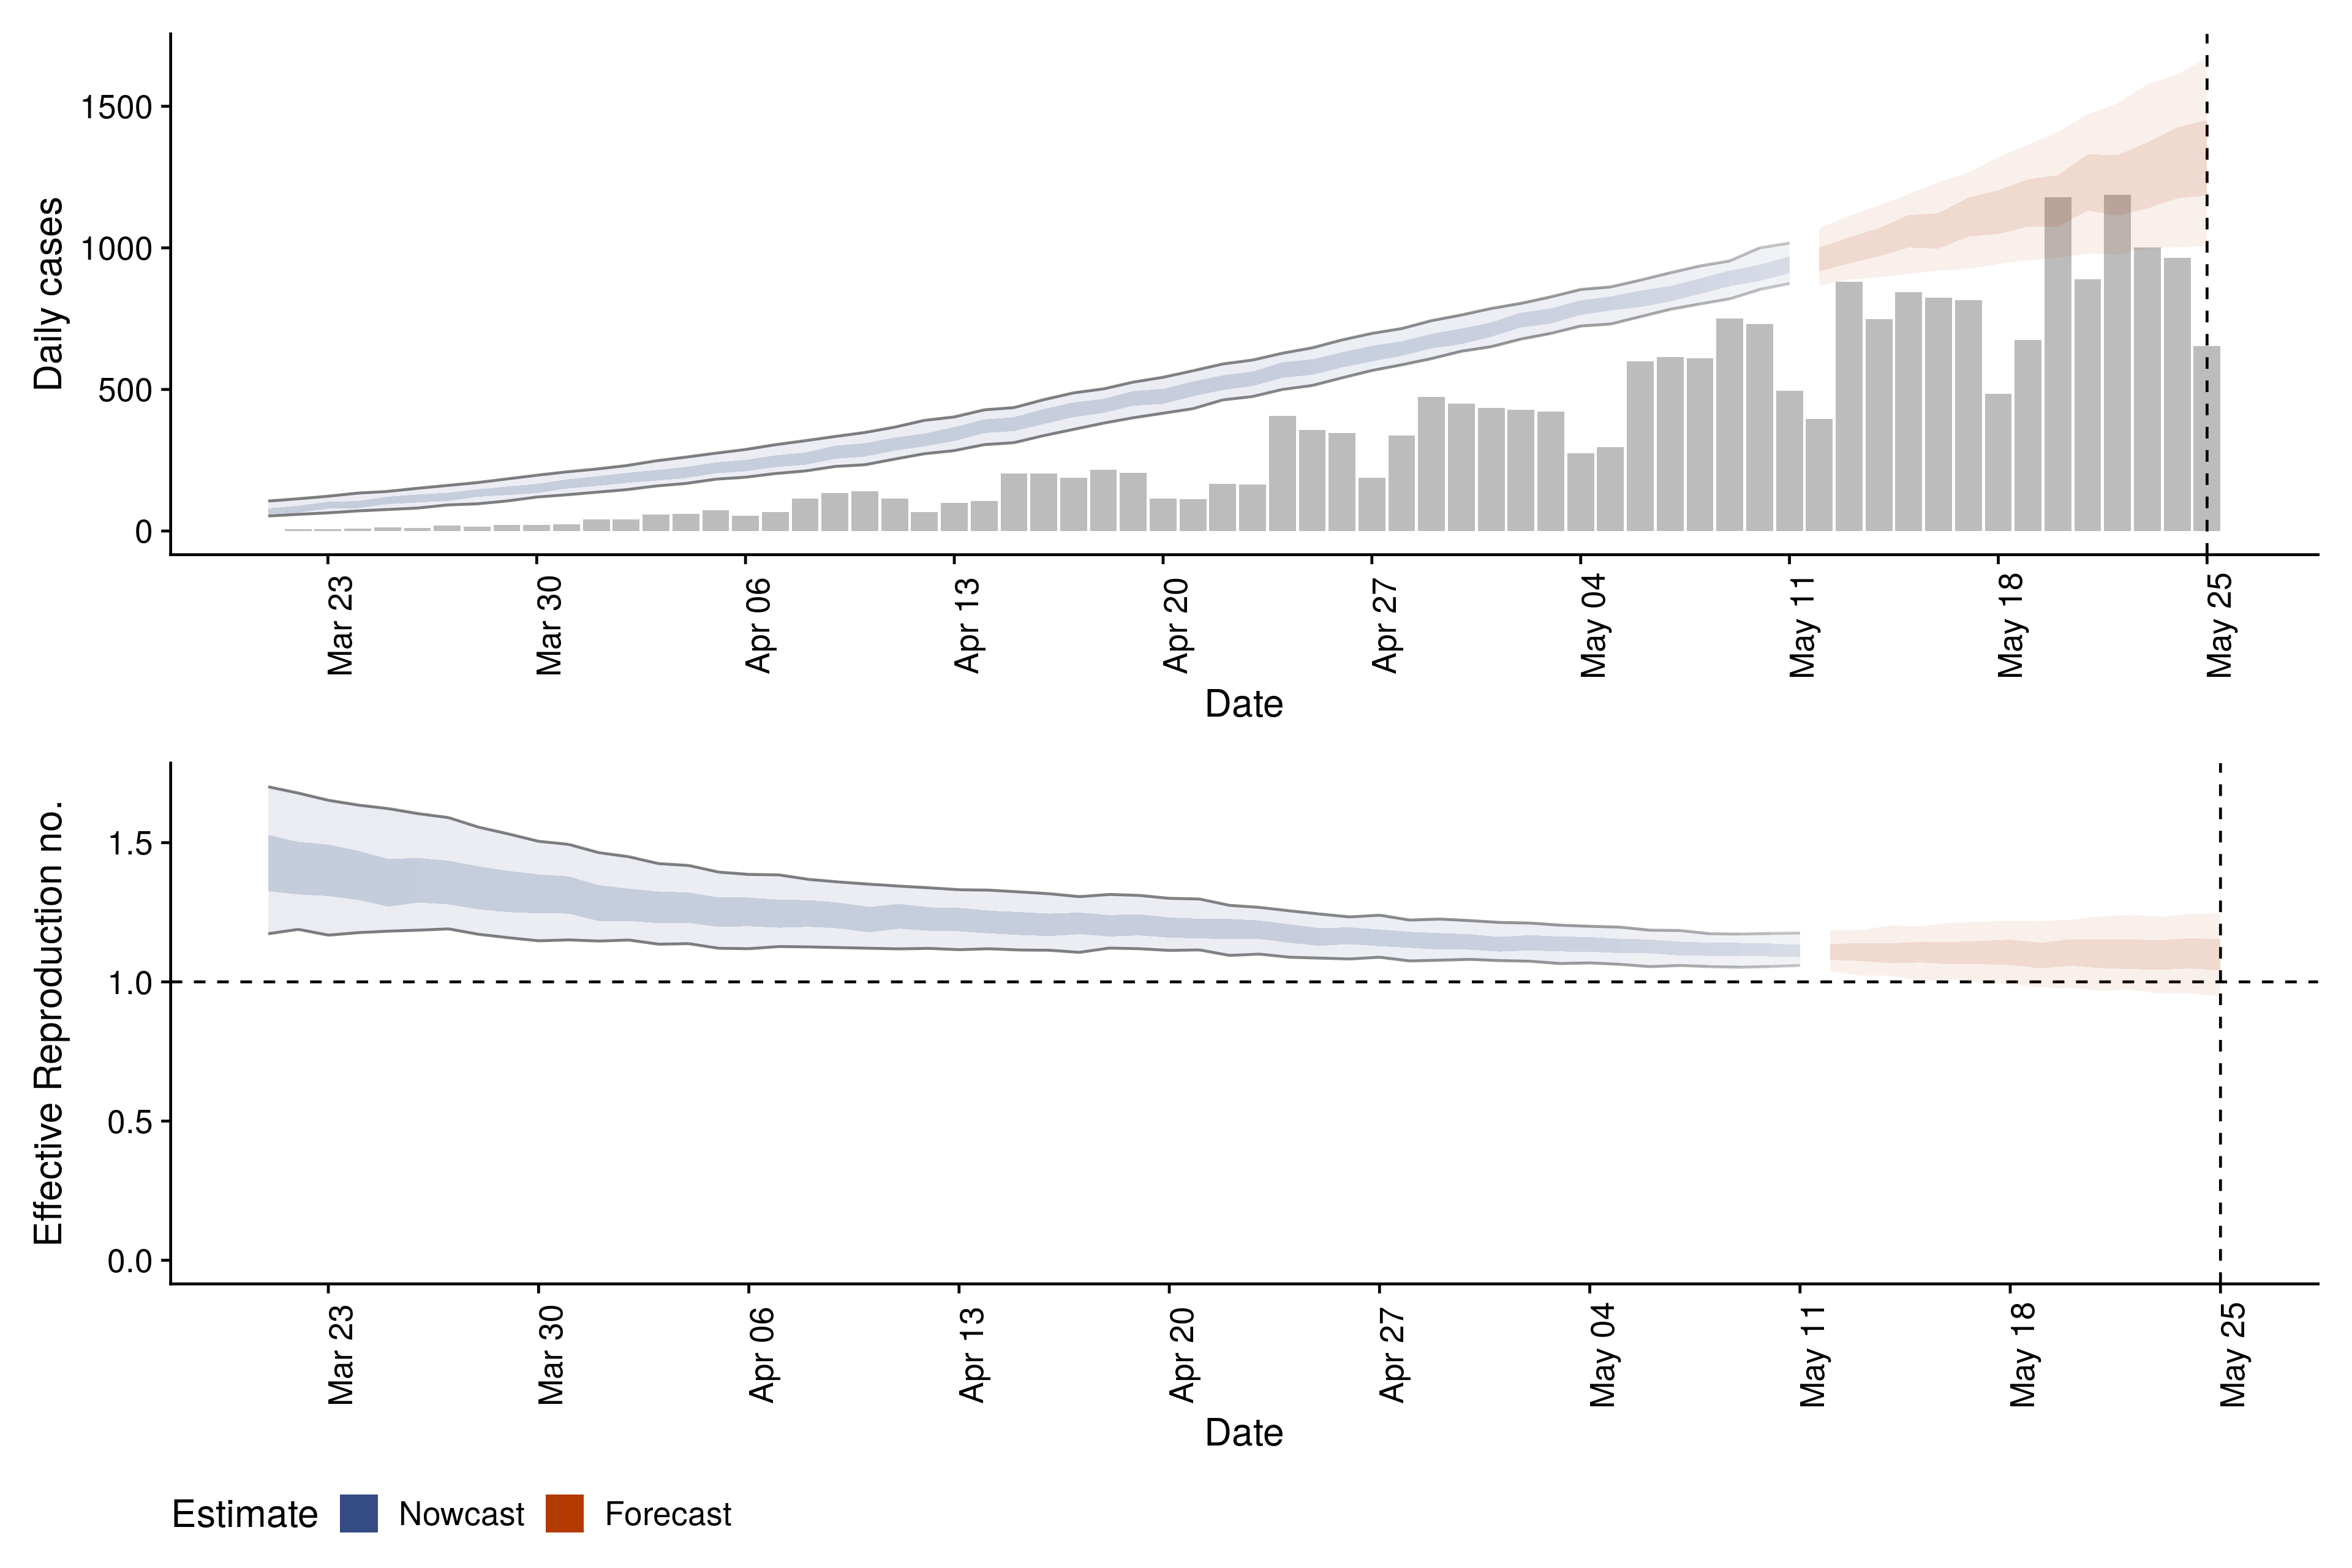 Daily cases
1500
1000
500
0
Mar 23
Mar 30
Apr 06
Apr 13
Apr 20
Apr 27
May 04
May 11
May 18
May 25
Date
Effective Reproduction no.
1.5
1.0
0.5
0.0
Mar 23
Mar 30
Apr 06
Apr 13
Apr 20
Apr 27
May 04
May 11
May 18
May 25
Date
Estimate Nowcast Forecast